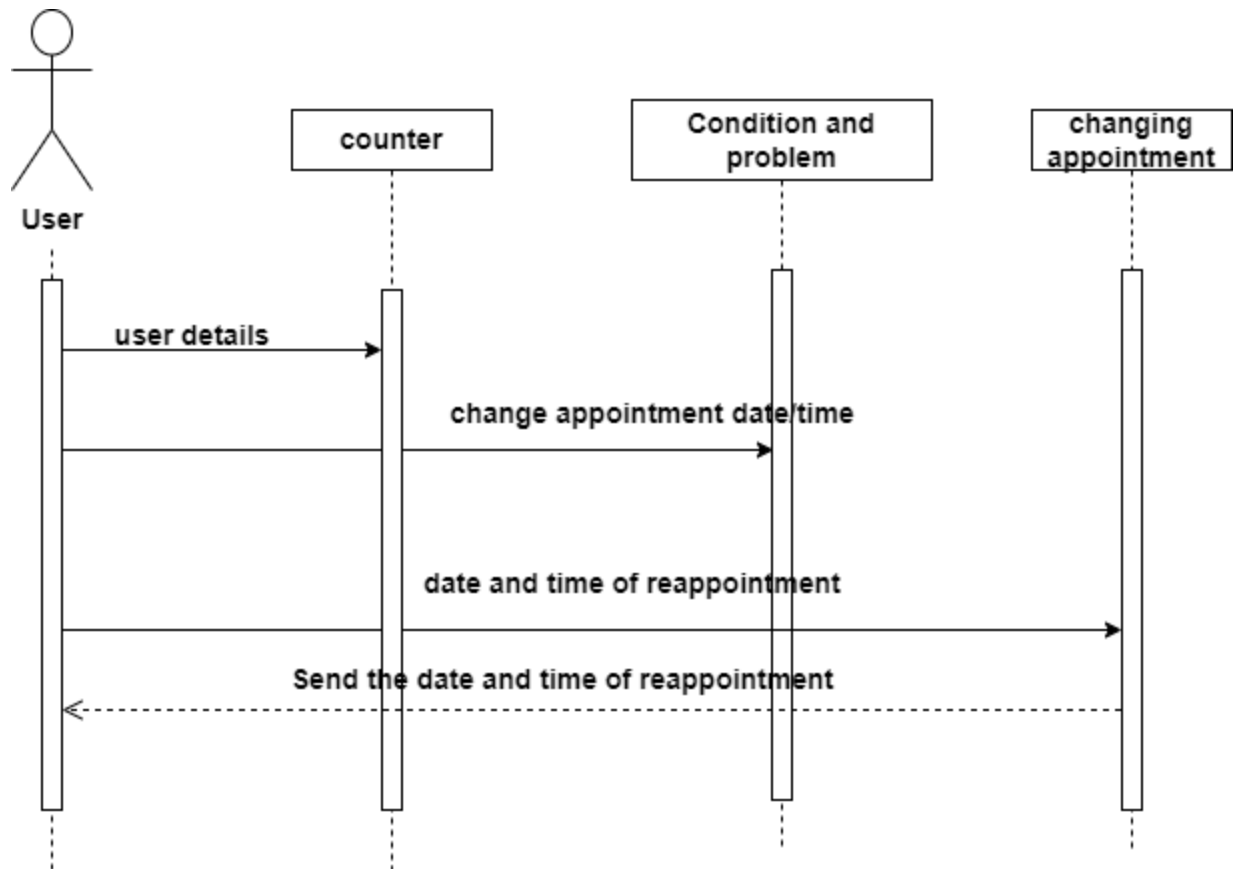 User
counter
Condition and
problem
changing
appointment
user details
change appointment date/time
date and time of reappointment
Send the date and time of reappointment